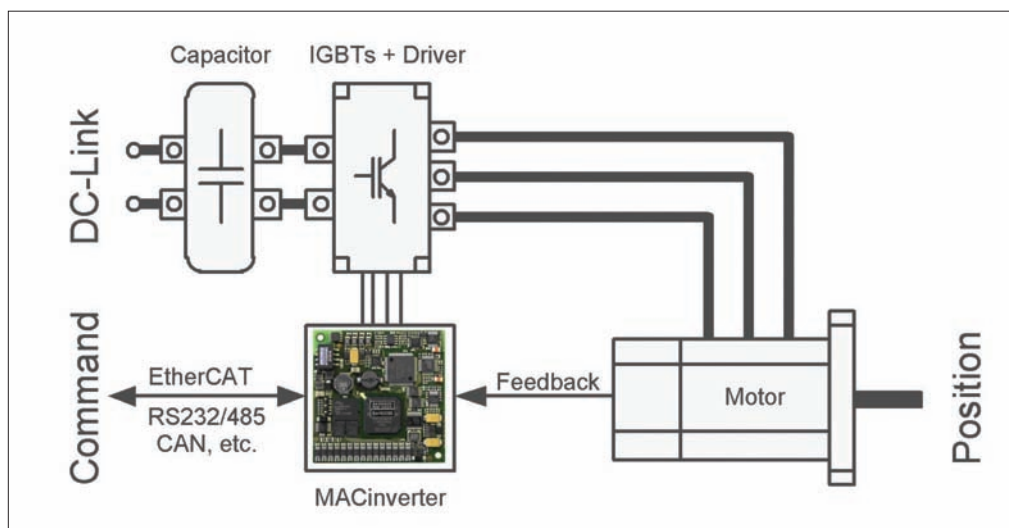 Capacitor
IGBTs + Driver
DC-Link
Command
EtherCAT
RS232/485
CAN, etc.
Feedback
Motor
Position
MACinverter